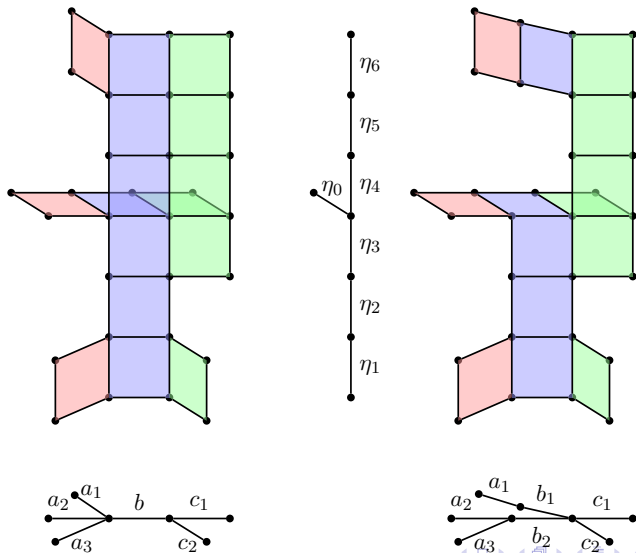 η₆
η₅
η₀ η₄
η₃
η₂
η₁
a₂ a₁ b c₁
a₃ c₂
a₂ a₁ b₁ c₁
a₃ b₂ c₂